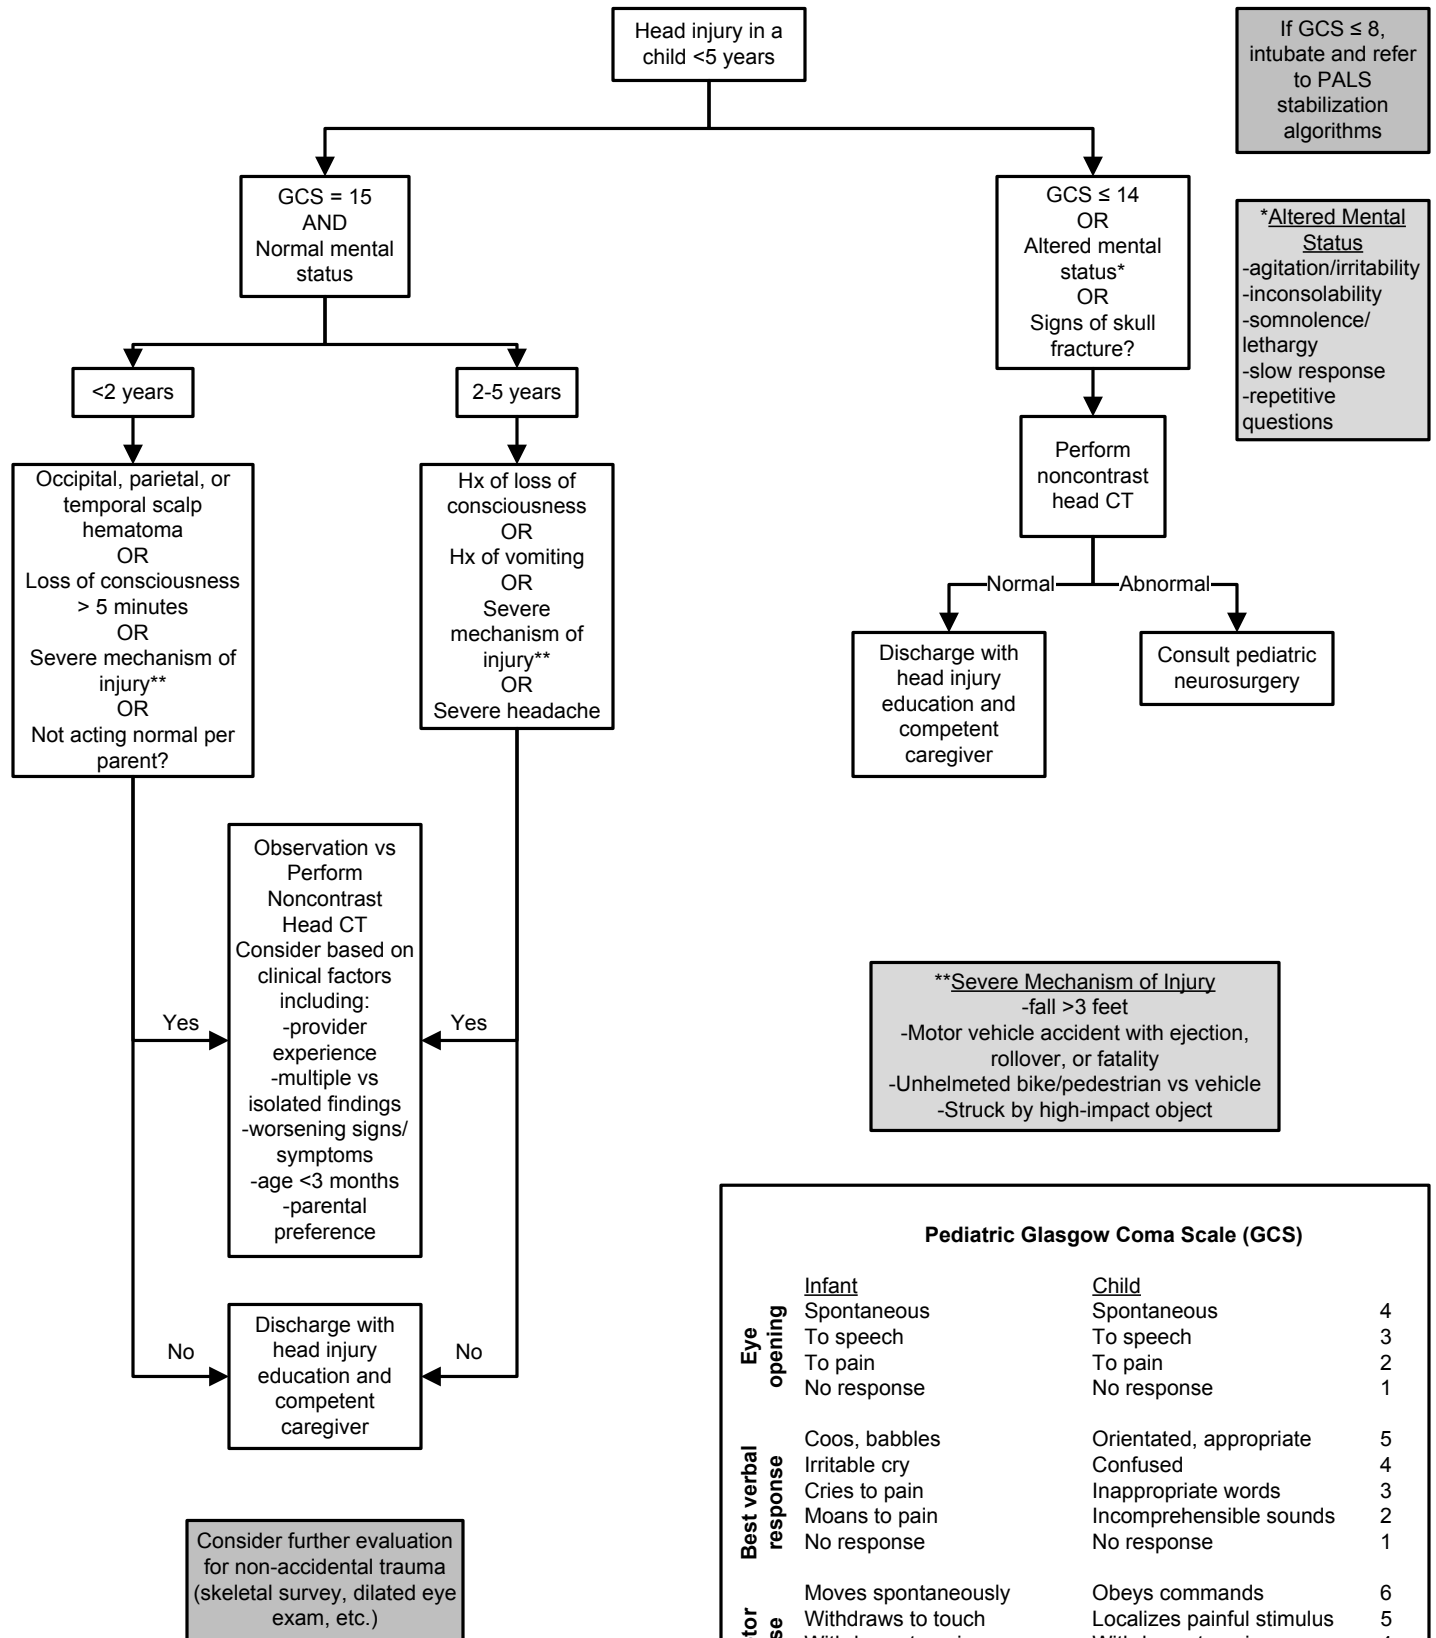 Head injury in a
child <5 years
If GCS ≤ 8,
intubate and refer
to PALS
stabilization
algorithms
GCS = 15
AND
Normal mental
status
GCS ≤ 14
OR
Altered mental
status*
OR
Signs of skull
fracture?
*Altered Mental
Status
-agitation/irritability
-inconsolability
-somnolence/
lethargy
-slow response
-repetitive
questions
<2 years
2-5 years
Perform
noncontrast
head CT
Occipital, parietal, or
temporal scalp
hematoma
OR
Loss of consciousness
> 5 minutes
OR
Severe mechanism of
injury**
OR
Not acting normal per
parent?
Hx of loss of
consciousness
OR
Hx of vomiting
OR
Severe
mechanism of
injury**
OR
Severe headache
Normal
Abnormal
Discharge with
head injury
education and
competent
caregiver
Consult pediatric
neurosurgery
Observation vs
Perform
Noncontrast
Head CT
Consider based on
clinical factors
including:
-provider
experience
-multiple vs
isolated findings
-worsening signs/
symptoms
-age <3 months
-parental
preference
Yes
Yes
**Severe Mechanism of Injury
-fall >3 feet
-Motor vehicle accident with ejection,
rollover, or fatality
-Unhelmeted bike/pedestrian vs vehicle
-Struck by high-impact object
No
Discharge with
head injury
education and
competent
caregiver
No
Consider further evaluation
for non-accidental trauma
(skeletal survey, dilated eye
exam, etc.)
Pediatric Glasgow Coma Scale (GCS)
Infant Child
Eye
opening
Spontaneous Spontaneous 4
To speech To speech 3
To pain To pain 2
No response No response 1
Best verbal
response
Coos, babbles Orientated, appropriate 5
Irritable cry Confused 4
Cries to pain Inappropriate words 3
Moans to pain Incomprehensible sounds 2
No response No response 1
Moves spontaneously Obeys commands 6
Withdraws to touch Localizes painful stimulus 5